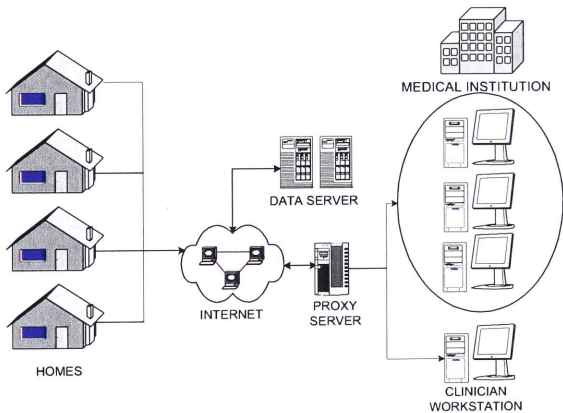 MEDICAL INSTITUTION
DATA SERVER
INTERNET
PROXY
SERVER
HOMES
CLINICIAN
WORKSTATION